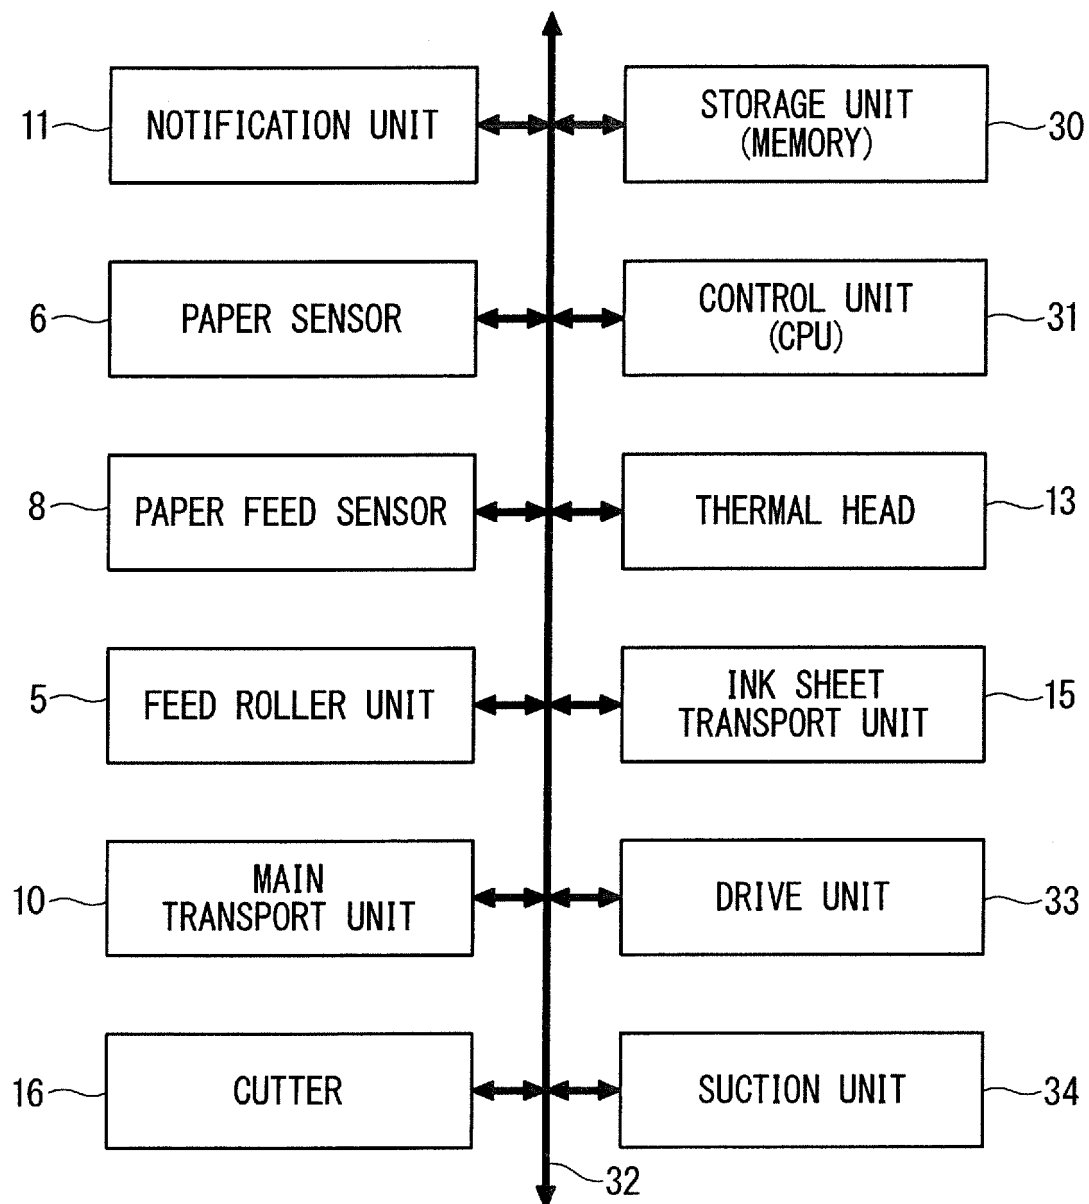 11
NOTIFICATION UNIT
STORAGE UNIT
(MEMORY)
30
6
PAPER SENSOR
CONTROL UNIT
(CPU)
31
8
PAPER FEED SENSOR
THERMAL HEAD
13
5
FEED ROLLER UNIT
INK SHEET
TRANSPORT UNIT
15
10
MAIN
TRANSPORT UNIT
DRIVE UNIT
33
16
CUTTER
SUCTION UNIT
34
32